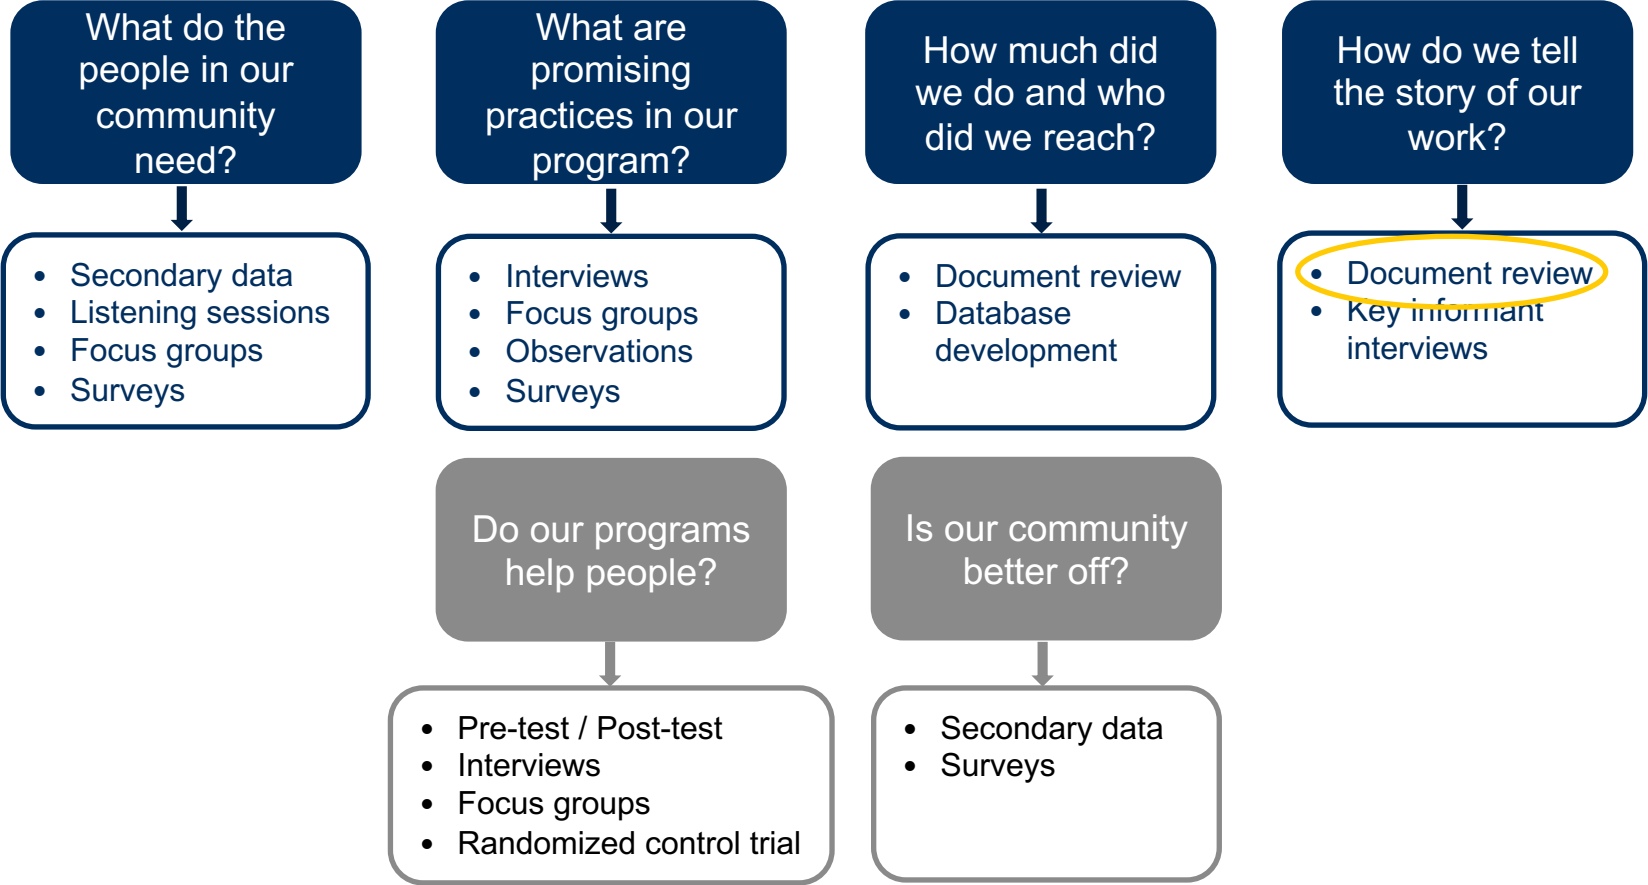 What do the
people in our
community
need?
What are
promising
practices in our
program?
How much did
we do and who
did we reach?
How do we tell
the story of our
work?
• Secondary data
• Listening sessions
• Focus groups
• Surveys
• Interviews
• Focus groups
• Observations
• Surveys
• Document review
• Database
development
• Document review
• Key informant
interviews
Do our programs
help people?
Is our community
better off?
• Pre-test / Post-test
• Interviews
• Focus groups
• Randomized control trial
• Secondary data
• Surveys